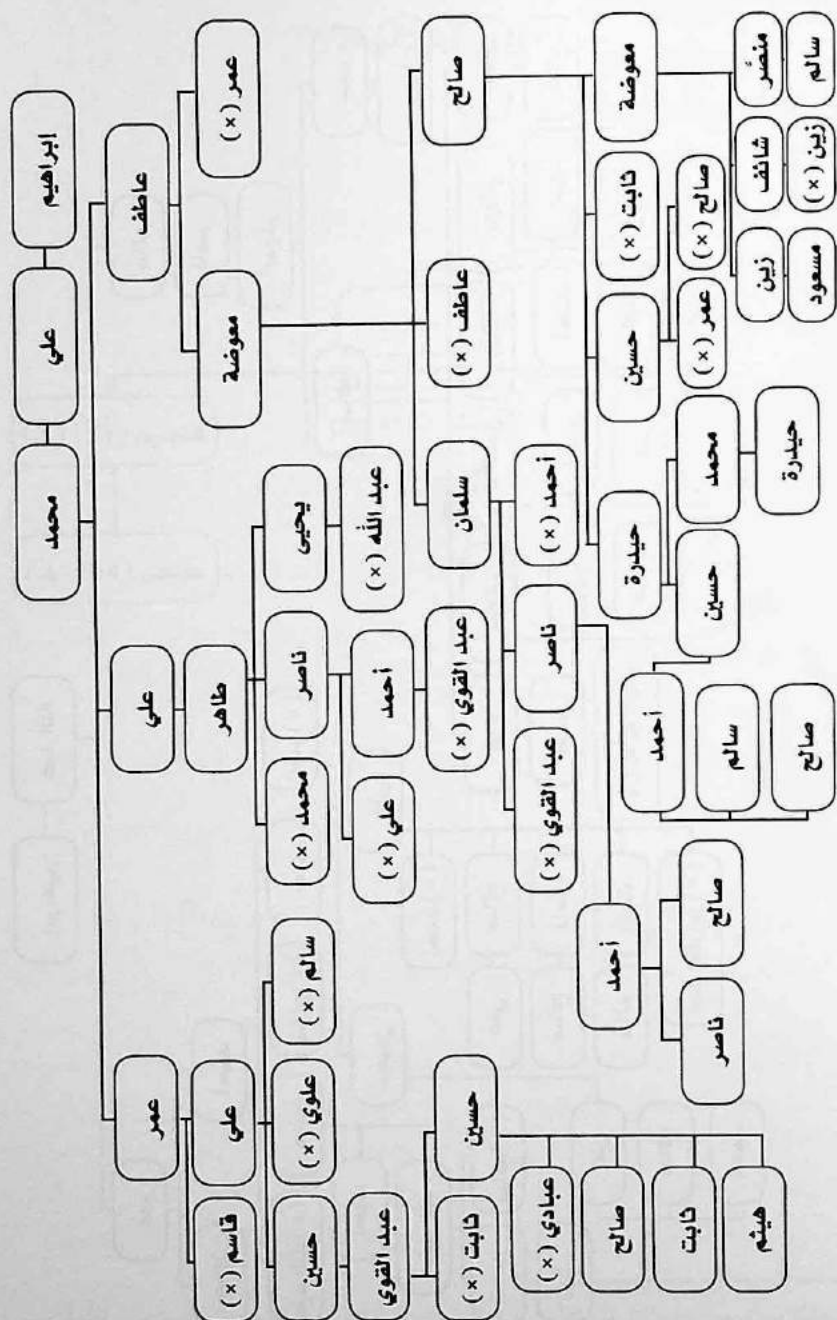 إبراهيم
علي
محمد
عاطف
علي
عمر
عمر (×)
معوضة
طاهر
علي
قاسم (×)
يحيى
ناصر
محمد (×)
سالم (×)
علوي (×)
حسين
عبد الله (×)
أحمد
علي (×)
عبد القوي
صالح
عاطف (×)
سلمان
عبد القوي (×)
حسين
ثابت (×)
أحمد (×)
ناصر
عبد القوي (×)
عبادي (×)
صالح
ثابت
هيثم
معوضة
ثابت (×)
حسين
حيدرة
أحمد
صالح
ناصر
صالح (×)
عمر (×)
محمد
حسين
حيدرة
أحمد
سالم
صالح
منصر
شائف
زين
سالم
زين (×)
مسعود